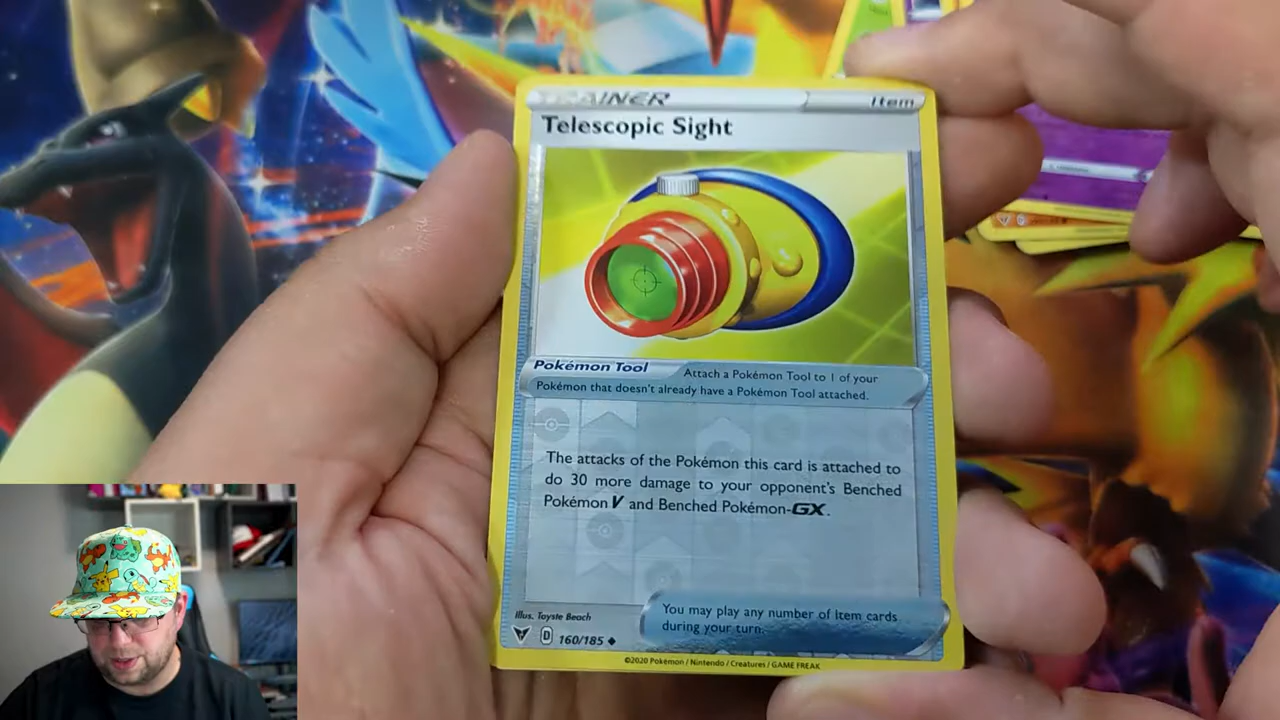 TRAINER Item
Telescopic Sight
Pokémon Tool Attach a Pokémon Tool to 1 of your
Pokémon that doesn't already have a Pokémon Tool attached.
The attacks of the Pokémon this card is attached to
do 30 more damage to your opponent's Benched
Pokémon V and Benched Pokémon-GX.
Illus. Toyste Beach
D 160/185
You may play any number of Item cards
during your turn.
©2020 Pokémon / Nintendo / Creatures / GAME FREAK